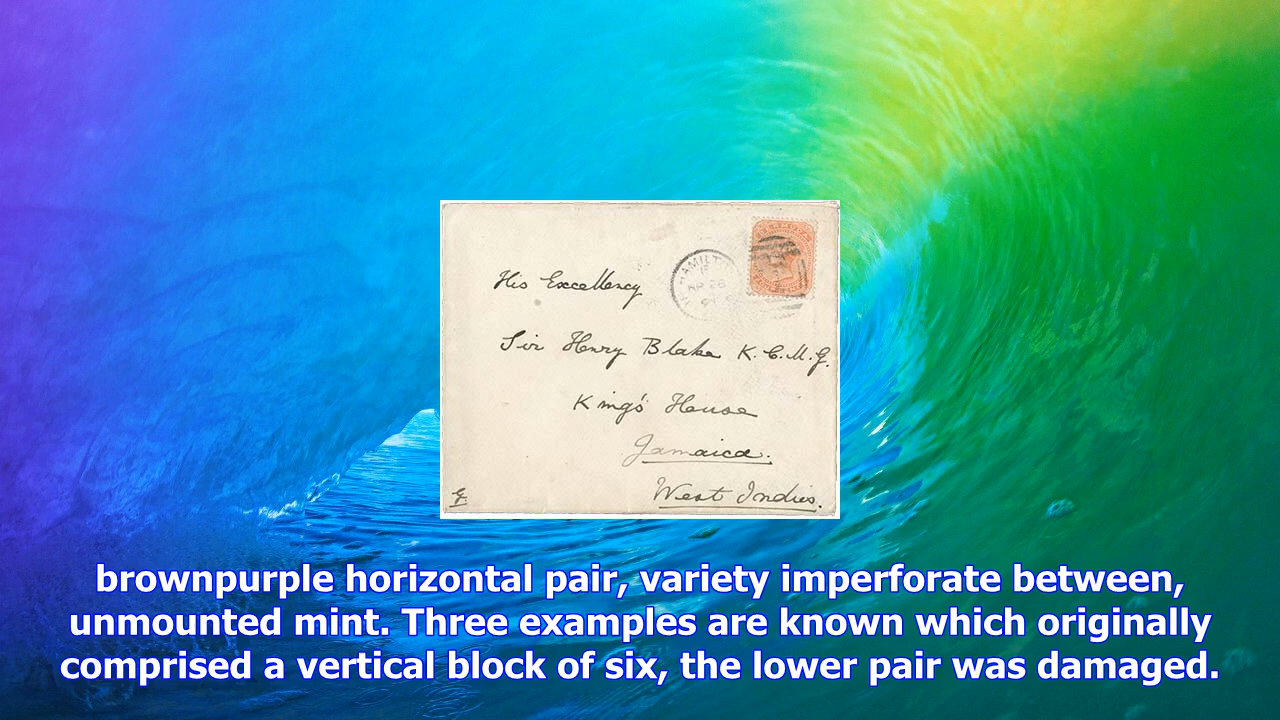 HAMILTON
His Excellency
Sir Henry Blake K.C.M.G.
King's House
Jamaica.
West Indies.
brownpurple horizontal pair, variety imperforate between,
unmounted mint. Three examples are known which originally
comprised a vertical block of six, the lower pair was damaged.